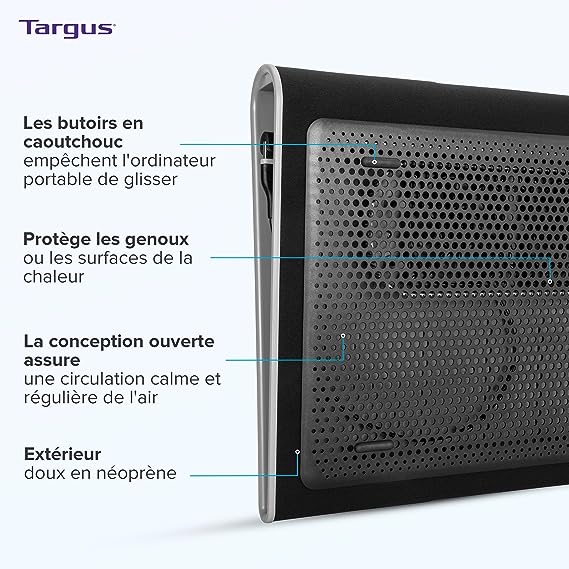 Targus
Les butoirs en
caoutchouc
empêchent l'ordinateur
portable de glisser
Protège les genoux
ou les surfaces de la
chaleur
La conception ouverte
assure
une circulation calme et
régulière de l'air
Extérieur
doux en néoprène